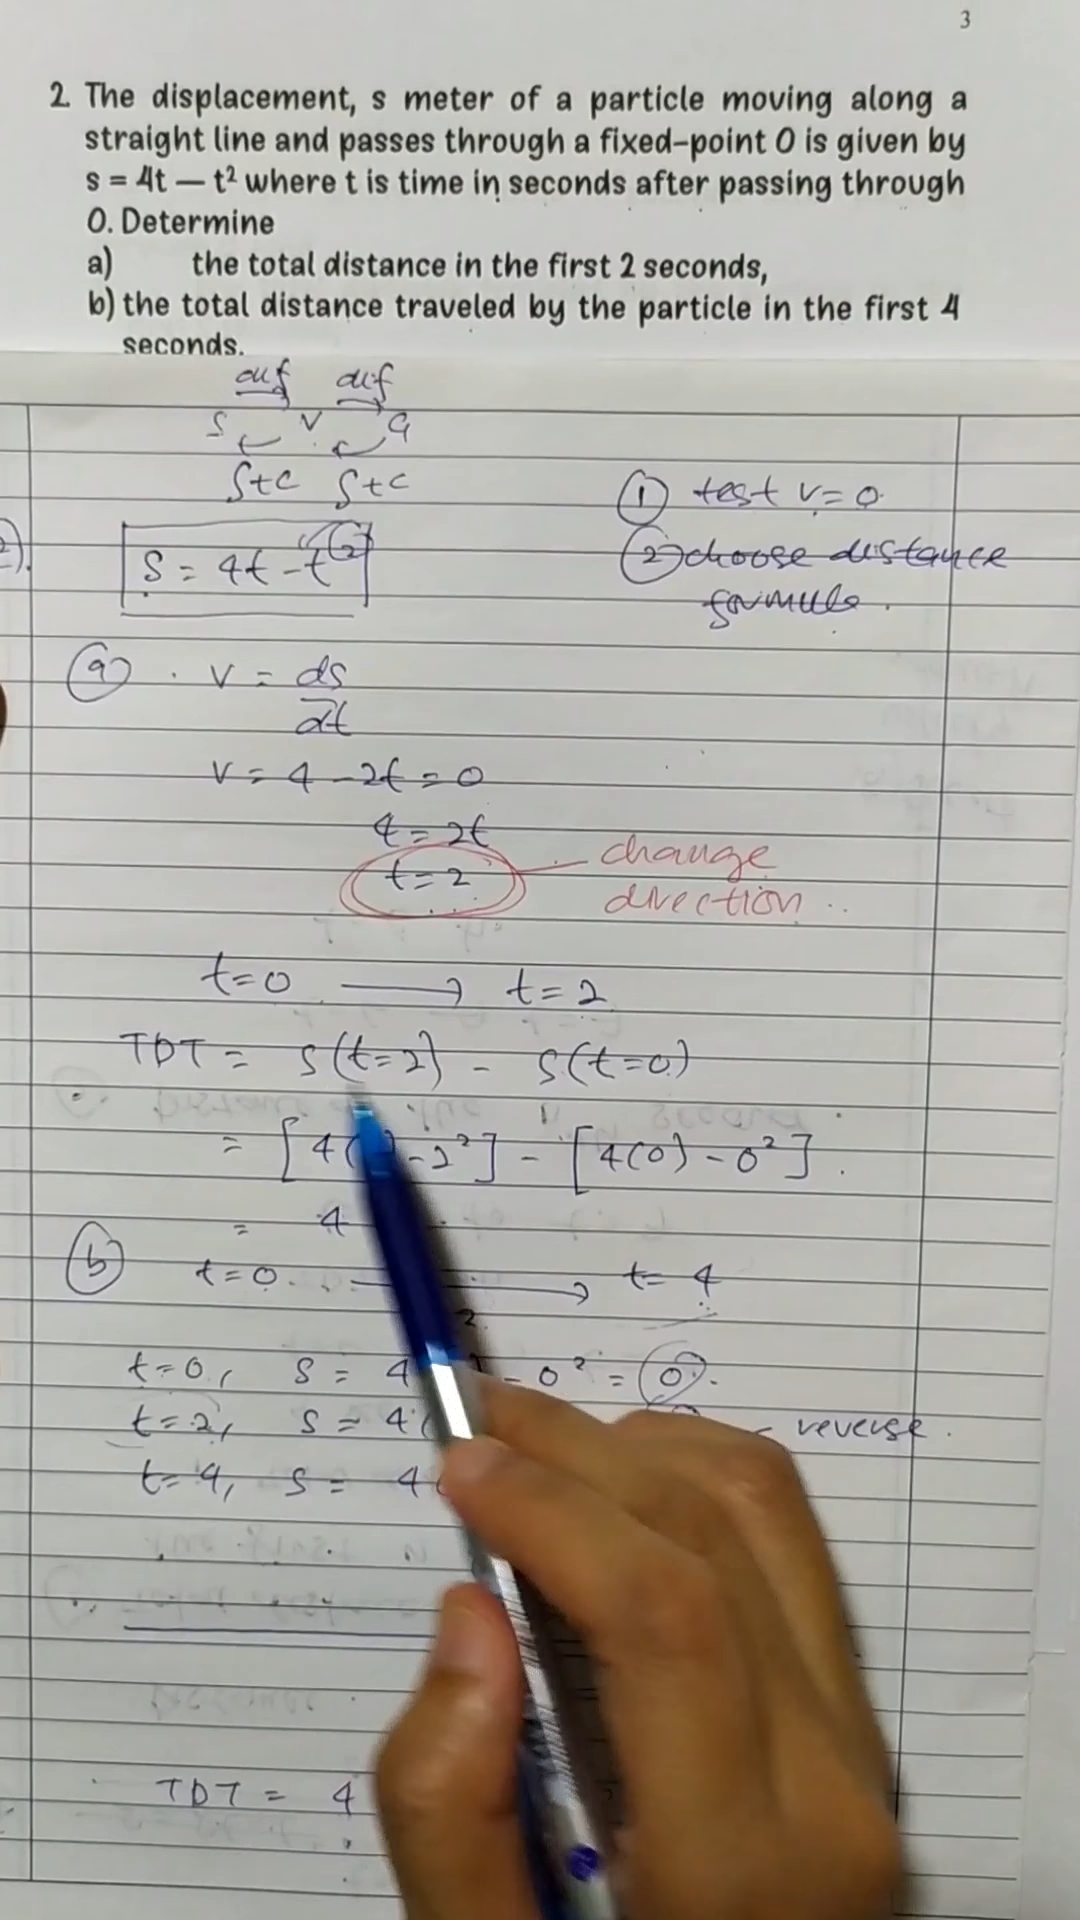 3
2. The displacement, s meter of a particle moving along a
straight line and passes through a fixed-point O is given by
s = 4t — t² where t is time in seconds after passing through
O. Determine
a) the total distance in the first 2 seconds,
b) the total distance traveled by the particle in the first 4
seconds.
dif dif
s v a
∫+c ∫+c
① test v=0
② choose distance
formula.
2).
s = 4t - t²
(a) v = ds
dt
v = 4 - 2t = 0
4 = 2t
t = 2
change
direction
t=0 → t=2
TDT = s(t=2) - s(t=0)
= [4( ) - 2²] - [4(0) - 0²]
= 4
(b) t=0 → t=4
2
t=0, s = 4 - 0² = 0
t=2, s = 4( reverse.
t=4, s = 4(
TDT = 4